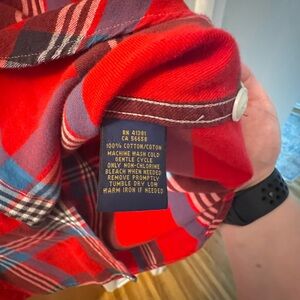 RN 41381
CA 56658
100% COTTON/COTON
MACHINE WASH COLD
GENTLE CYCLE
ONLY NON-CHLORINE
BLEACH WHEN NEEDED
REMOVE PROMPTLY
TUMBLE DRY LOW
WARM IRON IF NEEDED